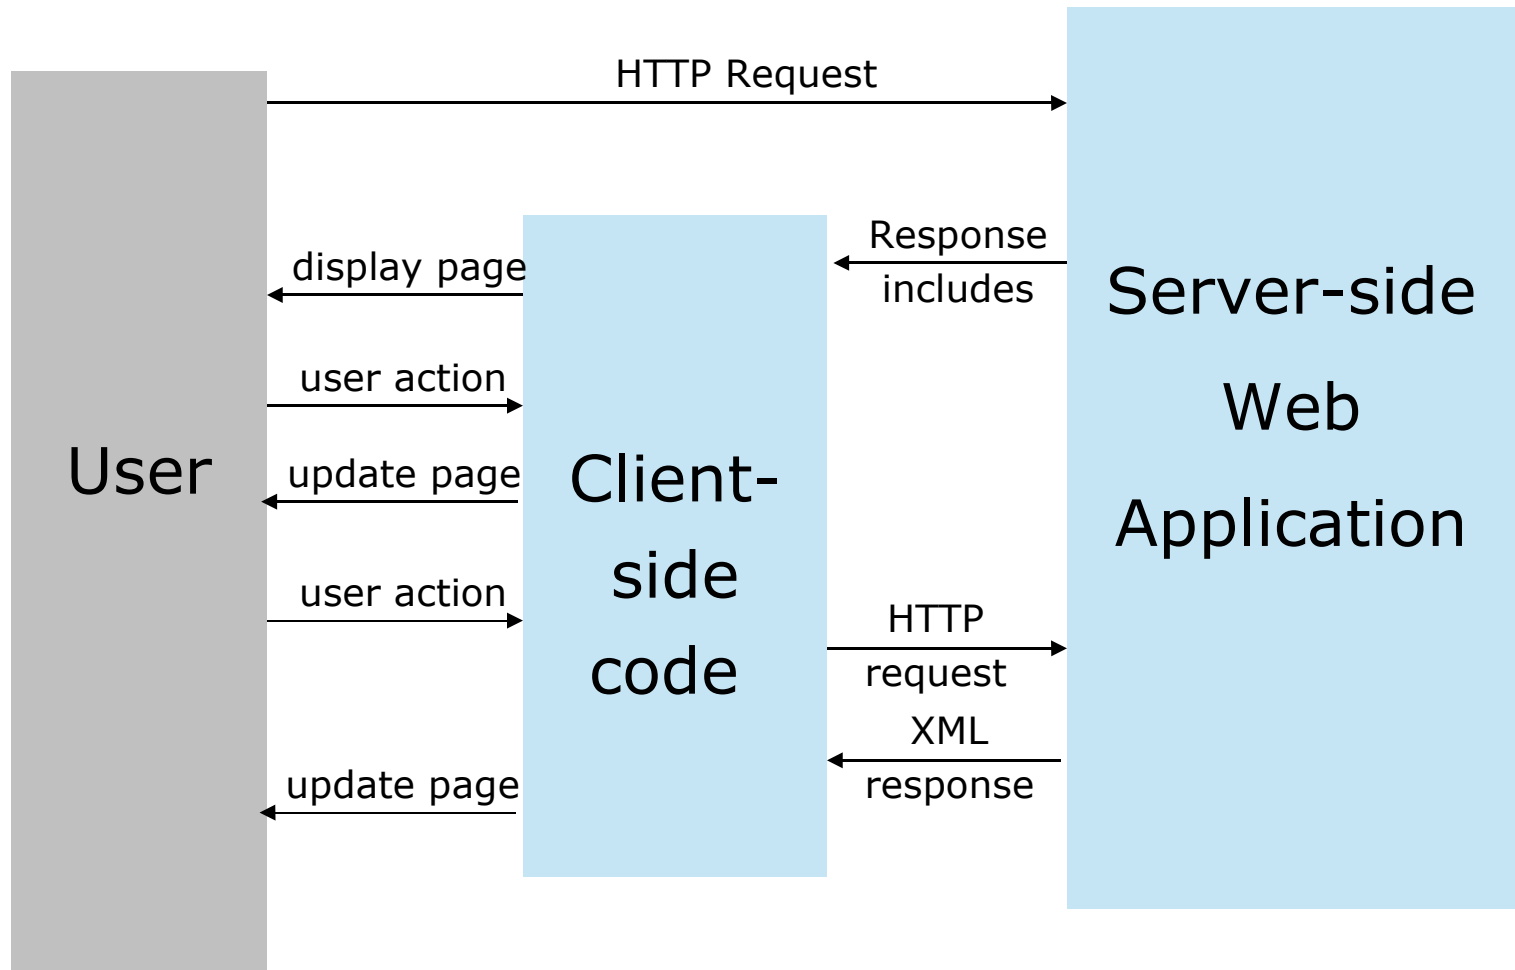 HTTP Request
Response
includes
display page
user action
update page
user action
HTTP
request
XML
response
update page
User
Client-
side
code
Server-side
Web
Application